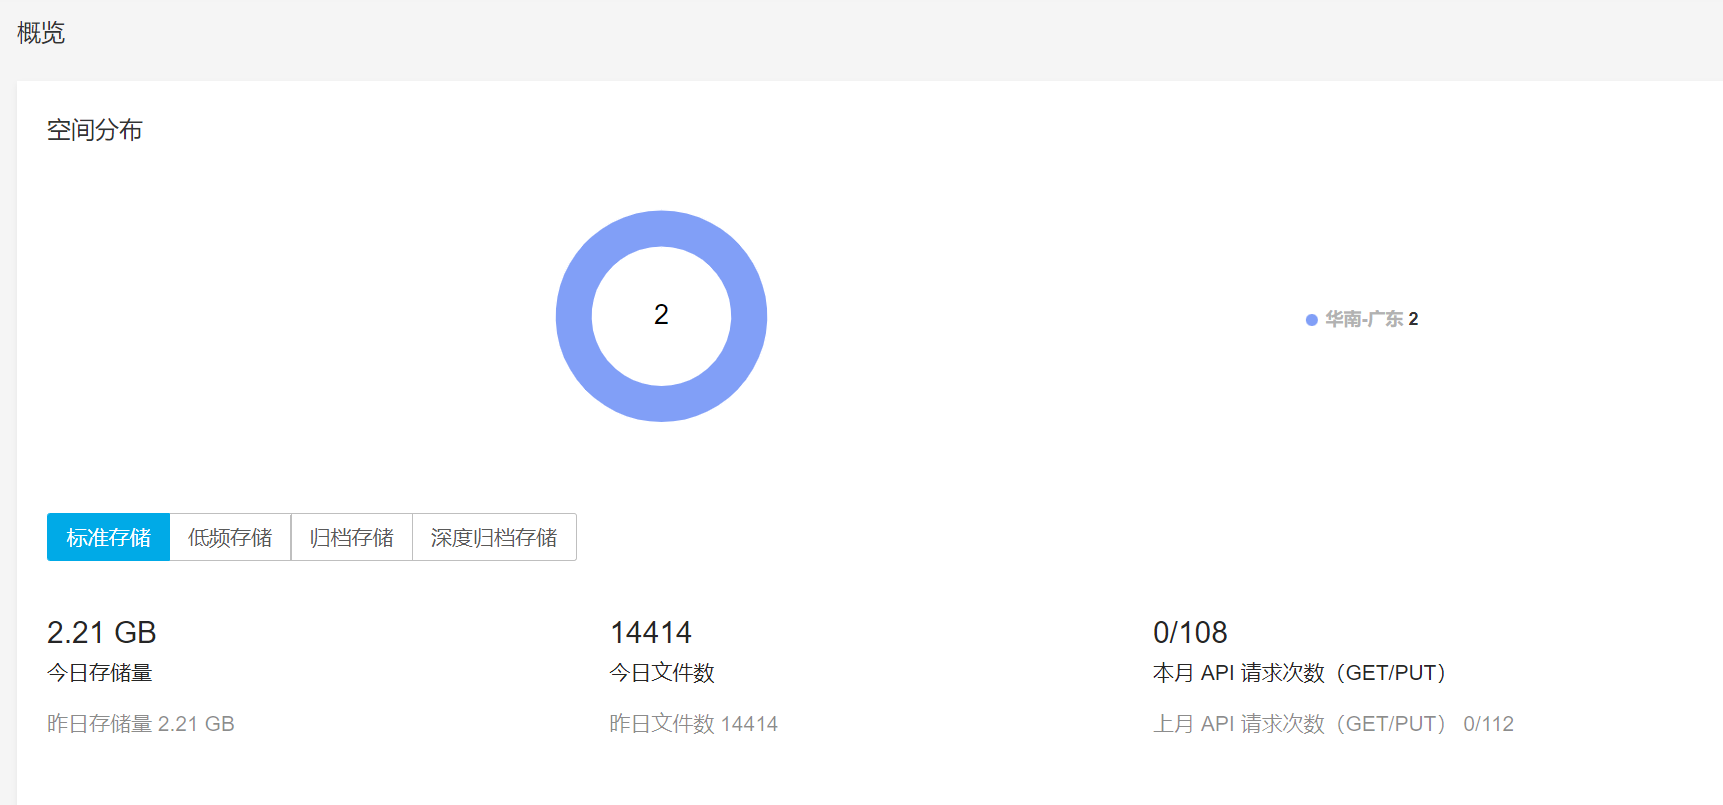 概览
空间分布
2
华南-广东 2
标准存储 低频存储 归档存储 深度归档存储
2.21 GB 14414 0/108
今日存储量 今日文件数 本月 API 请求次数（GET/PUT）
昨日存储量 2.21 GB 昨日文件数 14414 上月 API 请求次数（GET/PUT） 0/112